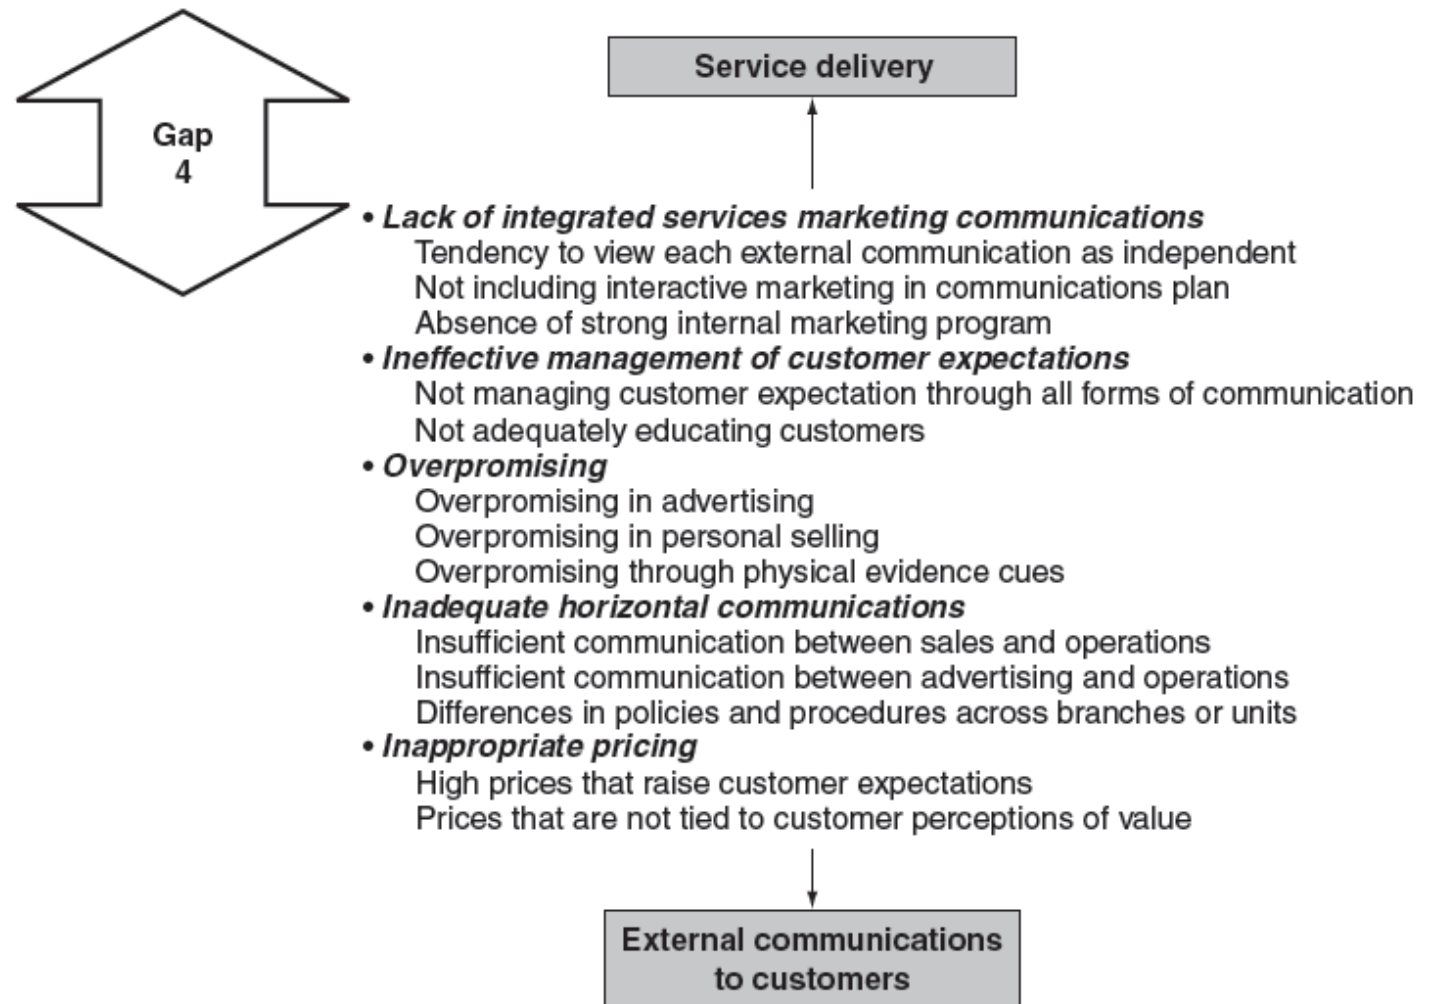 Gap
4
Service delivery
• Lack of integrated services marketing communications
Tendency to view each external communication as independent
Not including interactive marketing in communications plan
Absence of strong internal marketing program
• Ineffective management of customer expectations
Not managing customer expectation through all forms of communication
Not adequately educating customers
• Overpromising
Overpromising in advertising
Overpromising in personal selling
Overpromising through physical evidence cues
• Inadequate horizontal communications
Insufficient communication between sales and operations
Insufficient communication between advertising and operations
Differences in policies and procedures across branches or units
• Inappropriate pricing
High prices that raise customer expectations
Prices that are not tied to customer perceptions of value
External communications
to customers